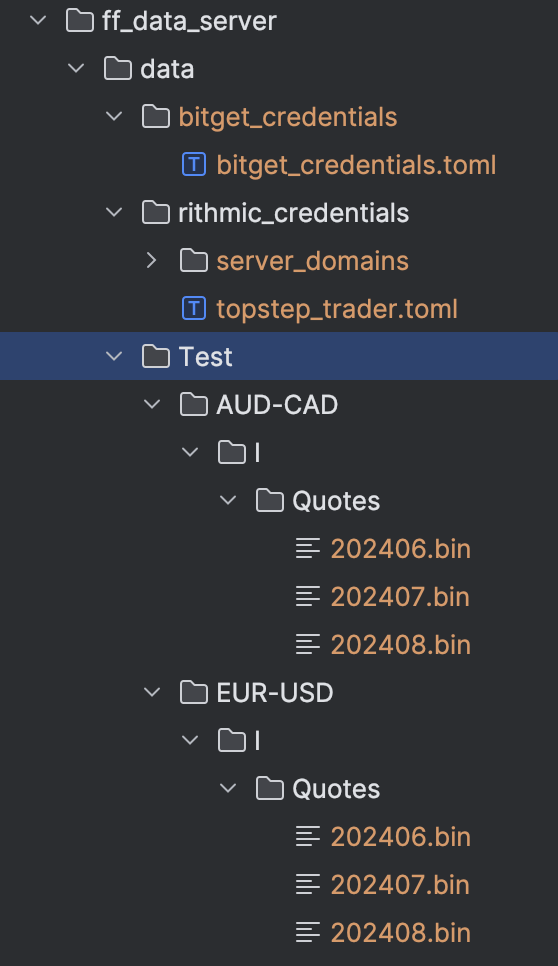 ff_data_server
data
bitget_credentials
T bitget_credentials.toml
rithmic_credentials
server_domains
T topstep_trader.toml
Test
AUD-CAD
I
Quotes
202406.bin
202407.bin
202408.bin
EUR-USD
I
Quotes
202406.bin
202407.bin
202408.bin